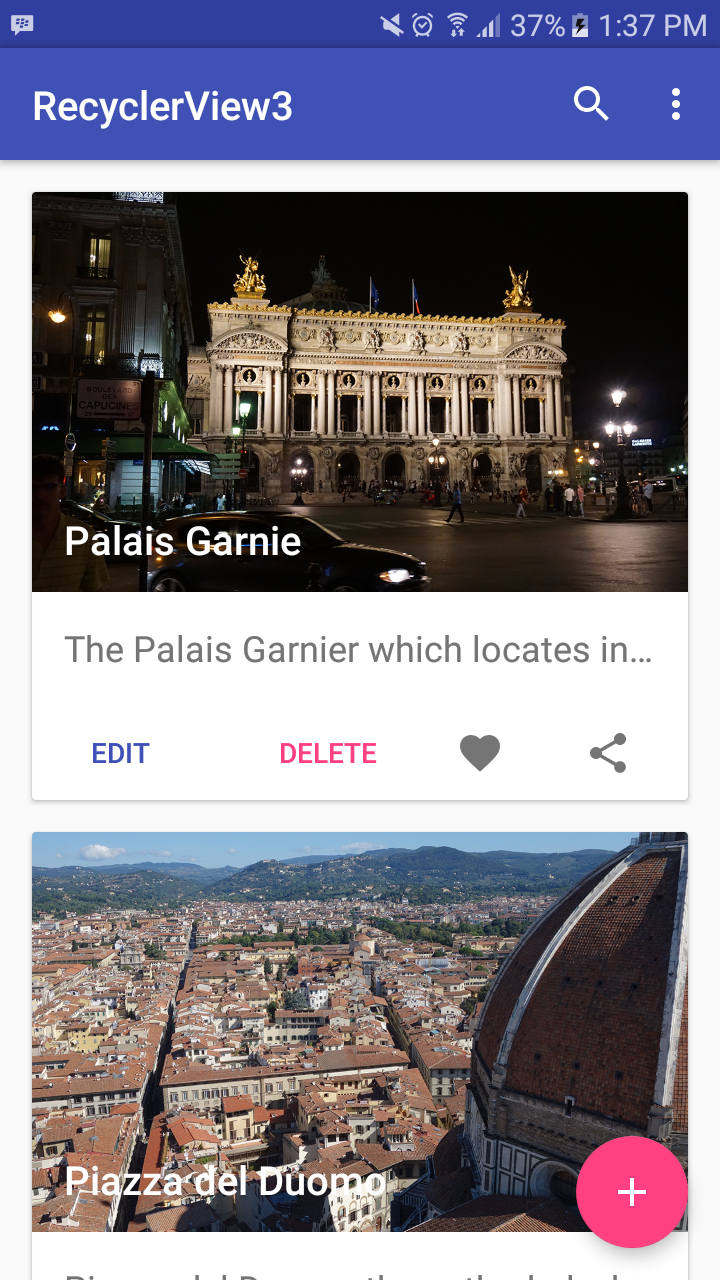 37% 1:37 PM
RecyclerView3
BOULEVARD
DES
CAPUCINES
Palais Garnie
The Palais Garnier which locates in...
EDIT DELETE
Piazza del Duomo